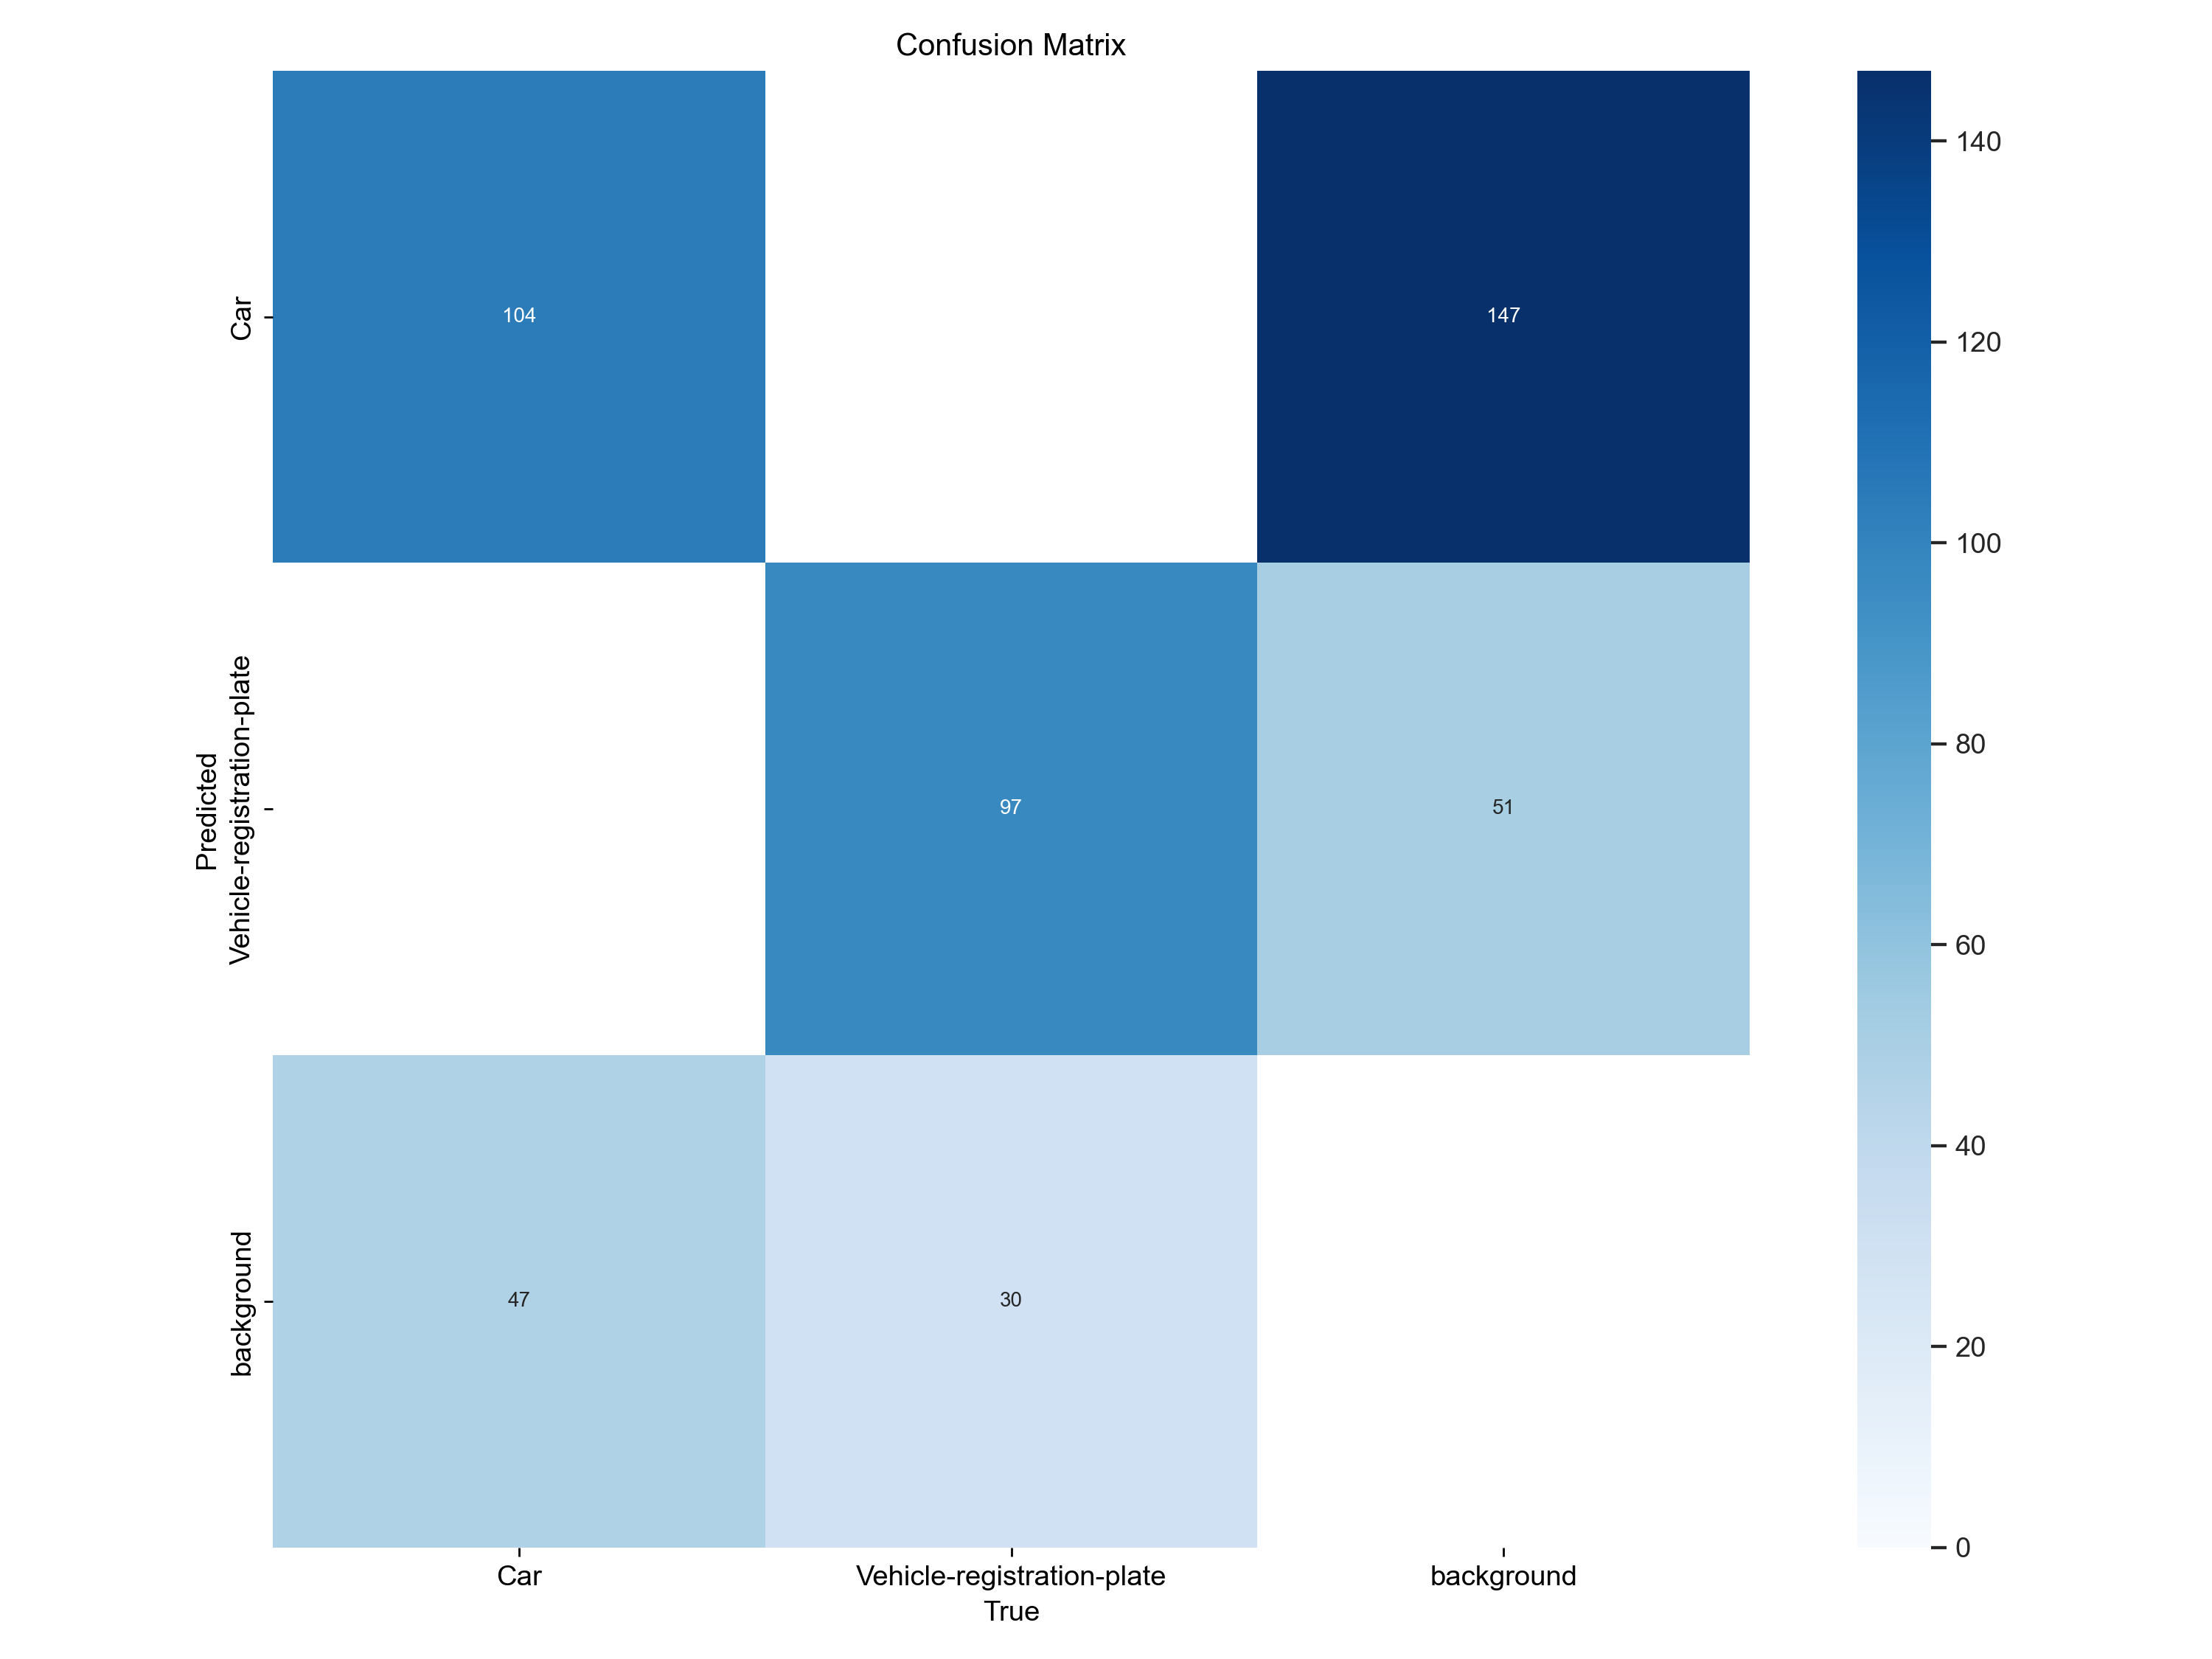 Confusion Matrix
Car
Vehicle-registration-plate
background
Predicted
104
147
97
51
47
30
Car
Vehicle-registration-plate
background
True
140
120
100
80
60
40
20
0